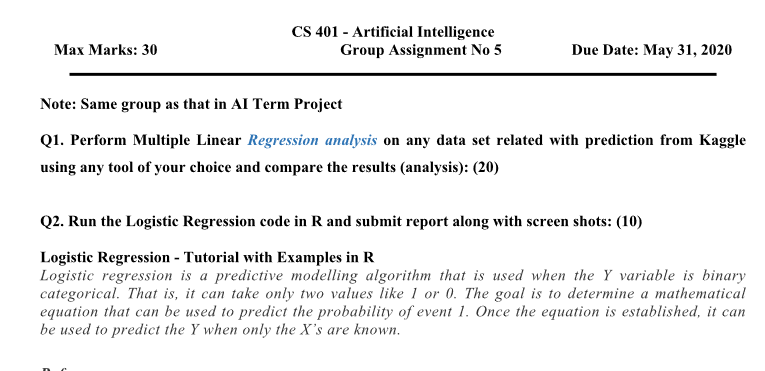 CS 401 - Artificial Intelligence
Max Marks: 30 Group Assignment No 5 Due Date: May 31, 2020
Note: Same group as that in AI Term Project
Q1. Perform Multiple Linear Regression analysis on any data set related with prediction from Kaggle
using any tool of your choice and compare the results (analysis): (20)
Q2. Run the Logistic Regression code in R and submit report along with screen shots: (10)
Logistic Regression - Tutorial with Examples in R
Logistic regression is a predictive modelling algorithm that is used when the Y variable is binary
categorical. That is, it can take only two values like 1 or 0. The goal is to determine a mathematical
equation that can be used to predict the probability of event 1. Once the equation is established, it can
be used to predict the Y when only the X's are known.